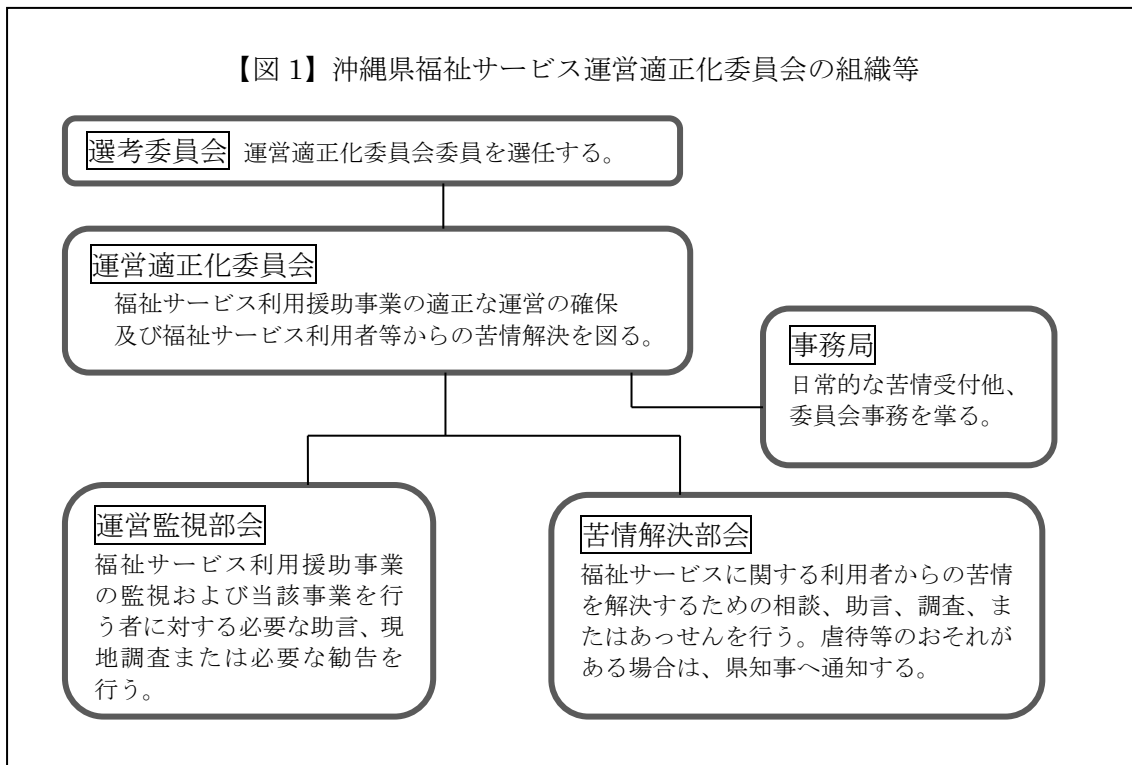 【図 1】沖縄県福祉サービス運営適正化委員会の組織等
選考委員会 運営適正化委員会委員を選任する。
運営適正化委員会
福祉サービス利用援助事業の適正な運営の確保
及び福祉サービス利用者等からの苦情解決を図る。
事務局
日常的な苦情受付他、
委員会事務を掌る。
運営監視部会
福祉サービス利用援助事業
の監視および当該事業を行
う者に対する必要な助言、現
地調査または必要な勧告を
行う。
苦情解決部会
福祉サービスに関する利用者からの苦情
を解決するための相談、助言、調査、ま
たはあっせんを行う。虐待等のおそれが
ある場合は、県知事へ通知する。